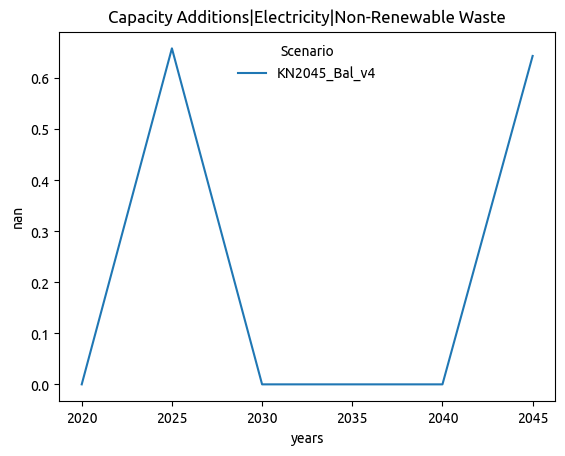 Capacity Additions|Electricity|Non-Renewable Waste
Scenario
KN2045_Bal_v4
0.6
0.5
0.4
0.3
0.2
0.1
0.0
nan
2020 2025 2030 2035 2040 2045
years